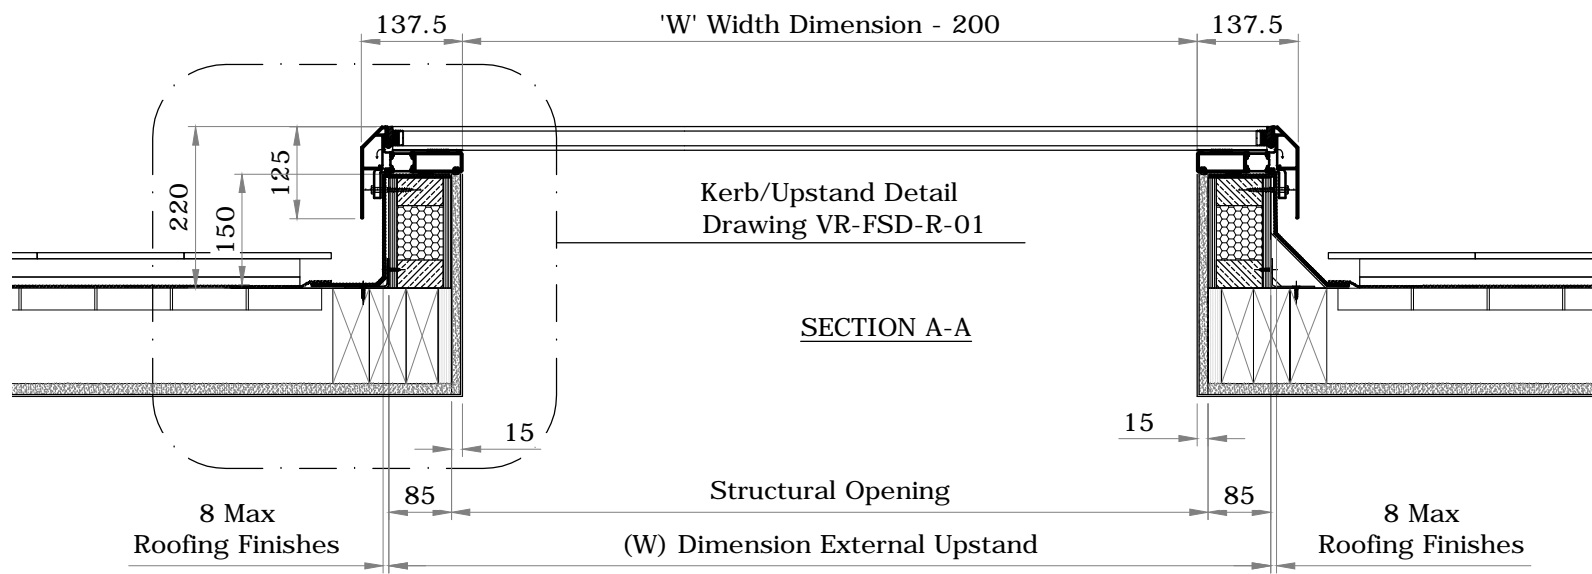 137.5
'W' Width Dimension - 200
137.5
220
125
150
Kerb/Upstand Detail
Drawing VR-FSD-R-01
SECTION A-A
15
15
85
Structural Opening
85
8 Max
Roofing Finishes
(W) Dimension External Upstand
8 Max
Roofing Finishes